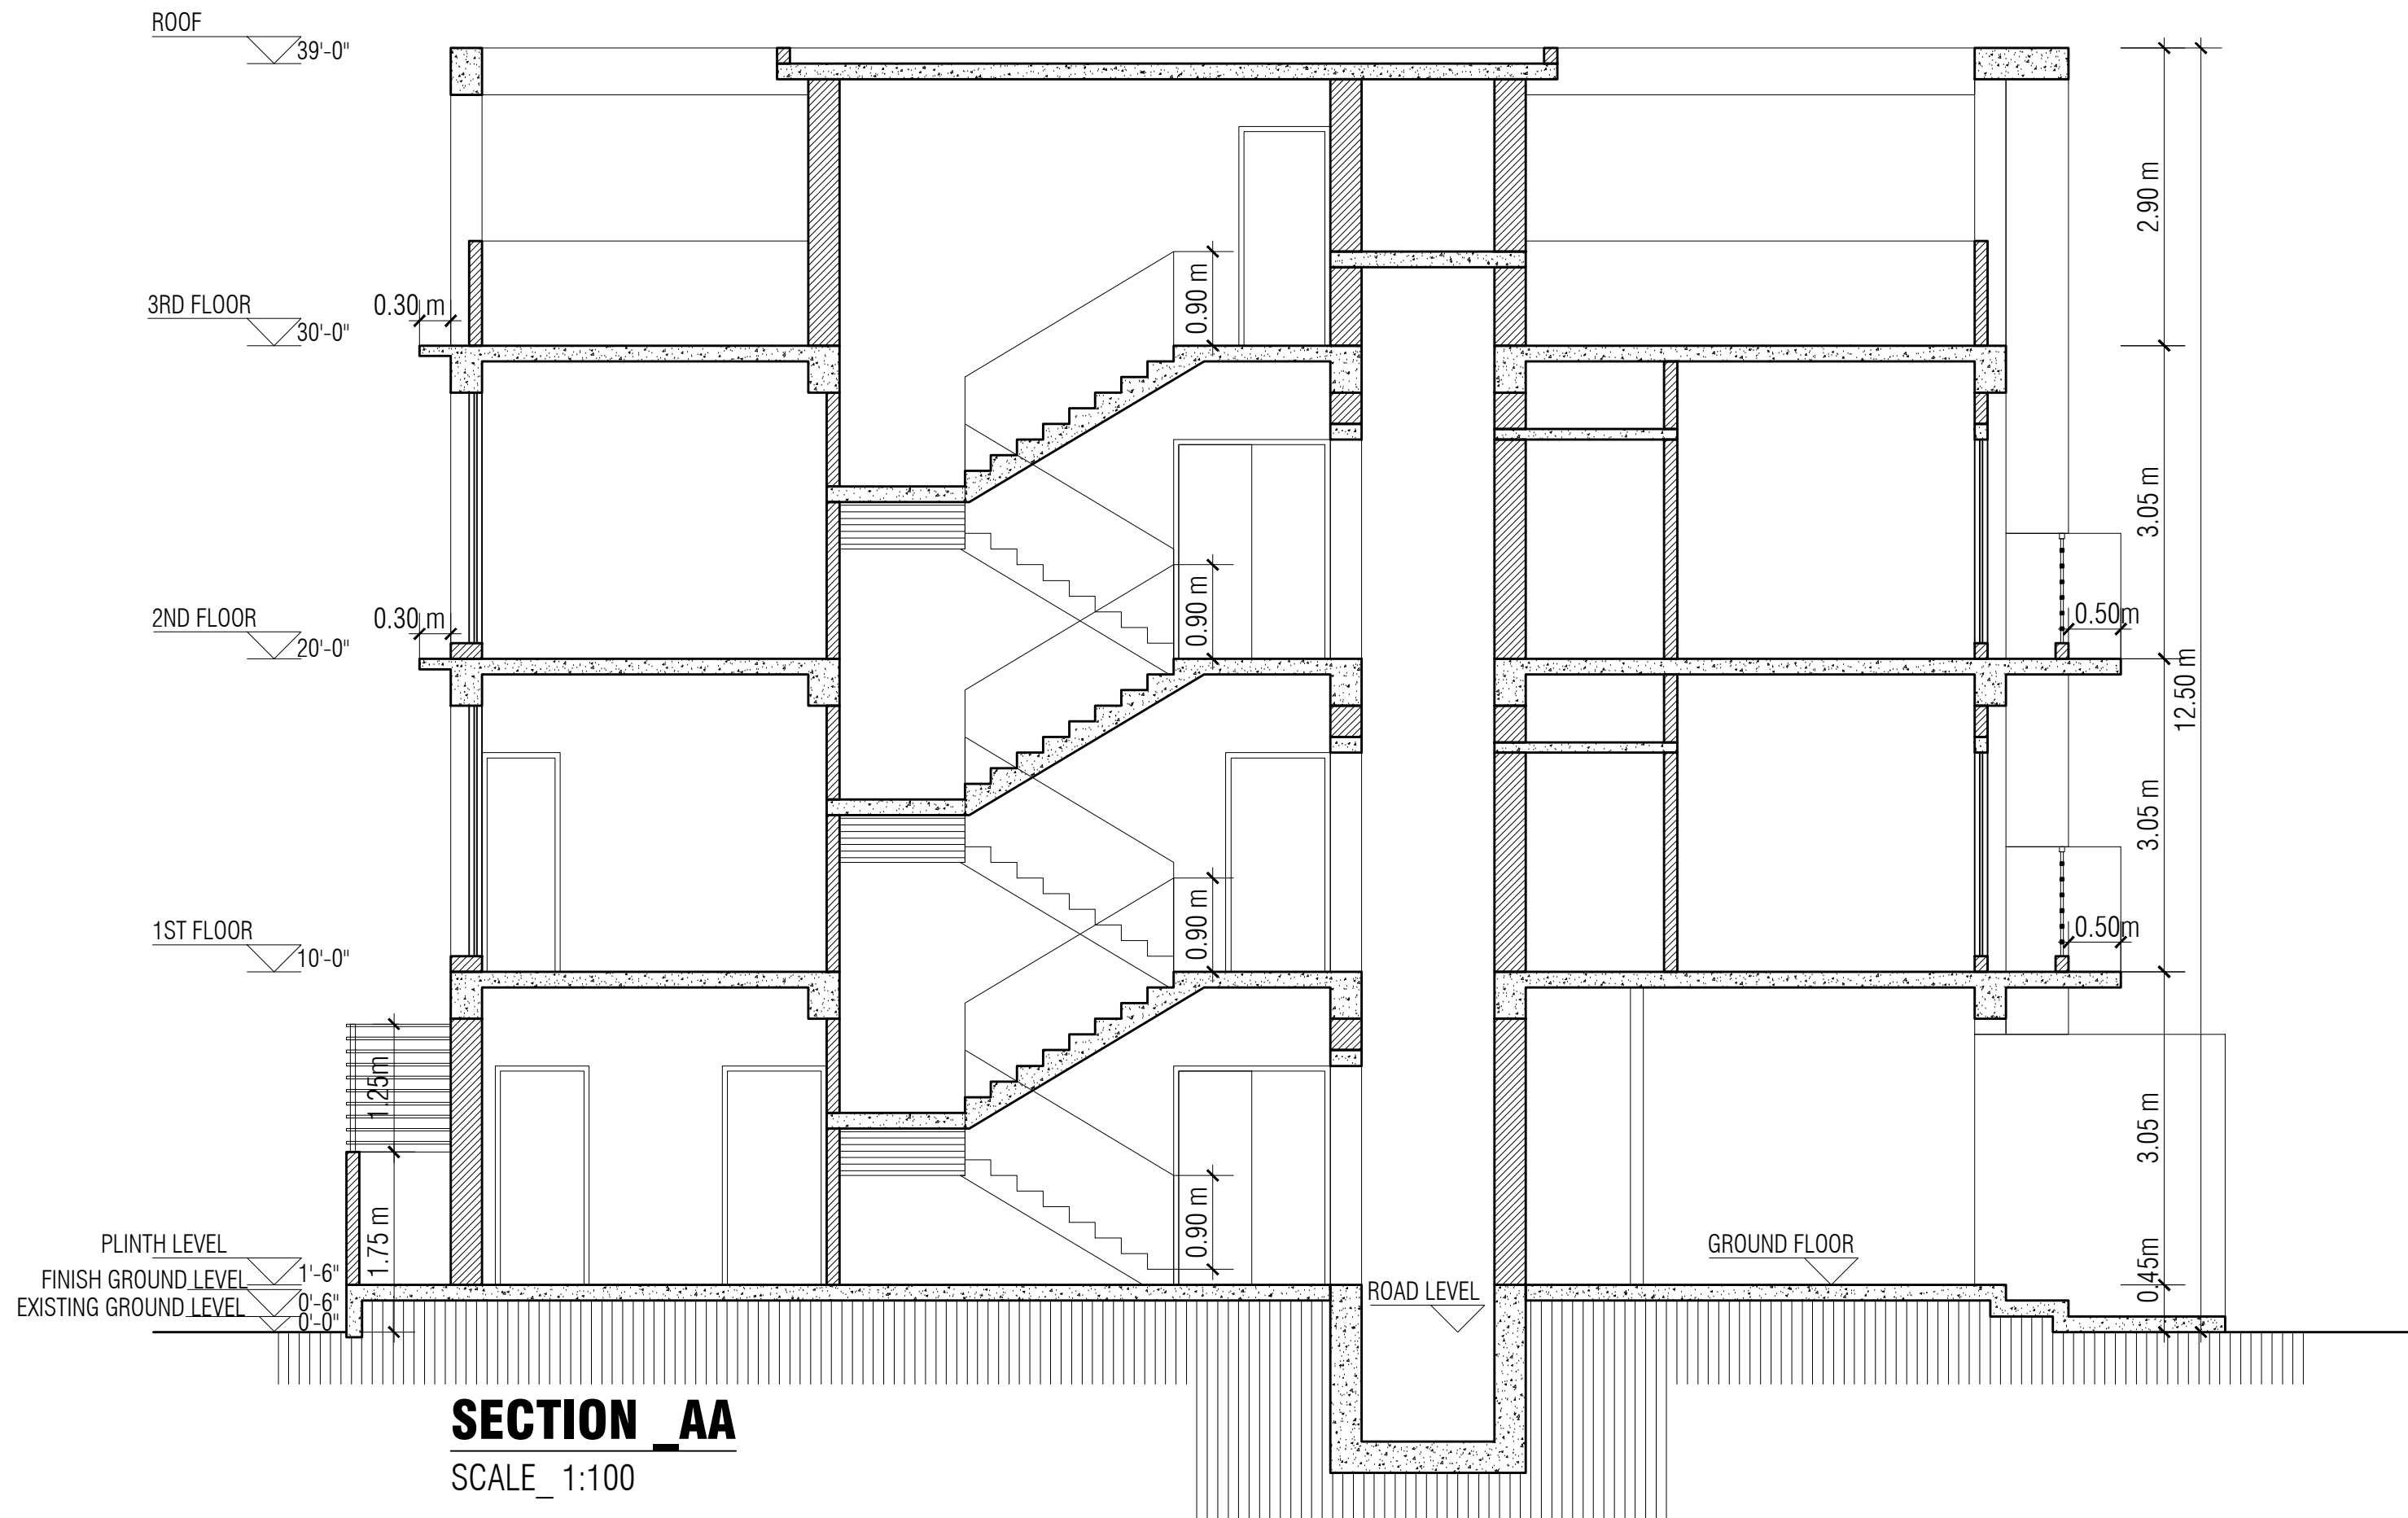 ROOF
39'-0"
2.90 m
3RD FLOOR
30'-0"
0.30 m
0.90 m
3.05 m
2ND FLOOR
20'-0"
0.30 m
0.90 m
0.50m
12.50 m
3.05 m
1ST FLOOR
10'-0"
0.90 m
0.50m
1.25m
3.05 m
PLINTH LEVEL
1'-6"
1.75 m
0.90 m
GROUND FLOOR
0.45m
FINISH GROUND LEVEL
0'-6"
ROAD LEVEL
EXISTING GROUND LEVEL
0'-0"
SECTION _AA
SCALE_ 1:100